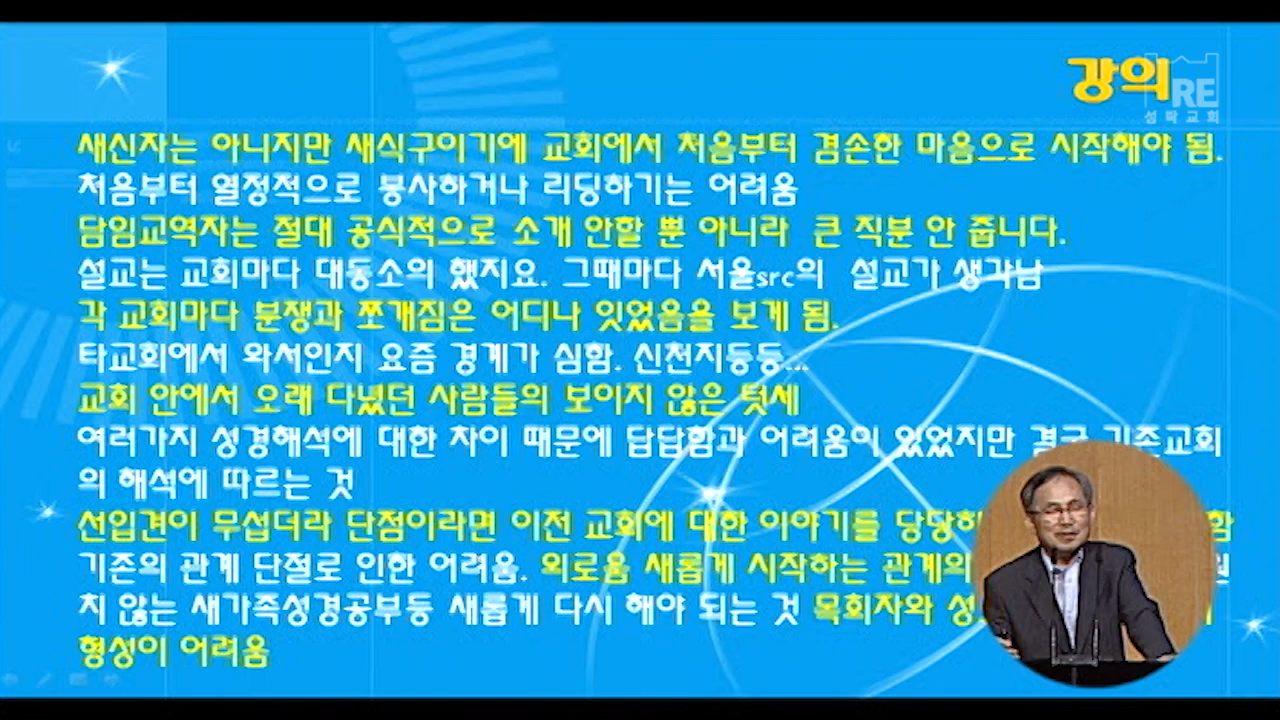 강의
RE
성락교회
새신자는 아니지만 새식구이기에 교회에서 처음부터 겸손한 마음으로 시작해야 됨.
처음부터 열정적으로 봉사하거나 리딩하기는 어려움
담임교역자는 절대 공식적으로 소개 안할 뿐 아니라 큰 직분 안 줍니다.
설교는 교회마다 대동소의 했지요. 그때마다 서울src의 설교가 생각남
각 교회마다 분쟁과 쪼개짐은 어디나 있었음을 보게 됨.
타교회에서 와서인지 요즘 경계가 심함. 신천지등등...
교회 안에서 오래 다녔던 사람들의 보이지 않은 텃세
여러가지 성경해석에 대한 차이 때문에 답답함과 어려움이 있었지만 결국 기존교회
의 해석에 따르는 것
선입견이 무섭더라 단점이라면 이전 교회에 대한 이야기를 당당하 함
기존의 관계 단절로 인한 어려움. 외로움 새롭게 시작하는 관계의 원
치 않는 새가족성경공부등 새롭게 다시 해야 되는 것 목회자와
형성이 어려움